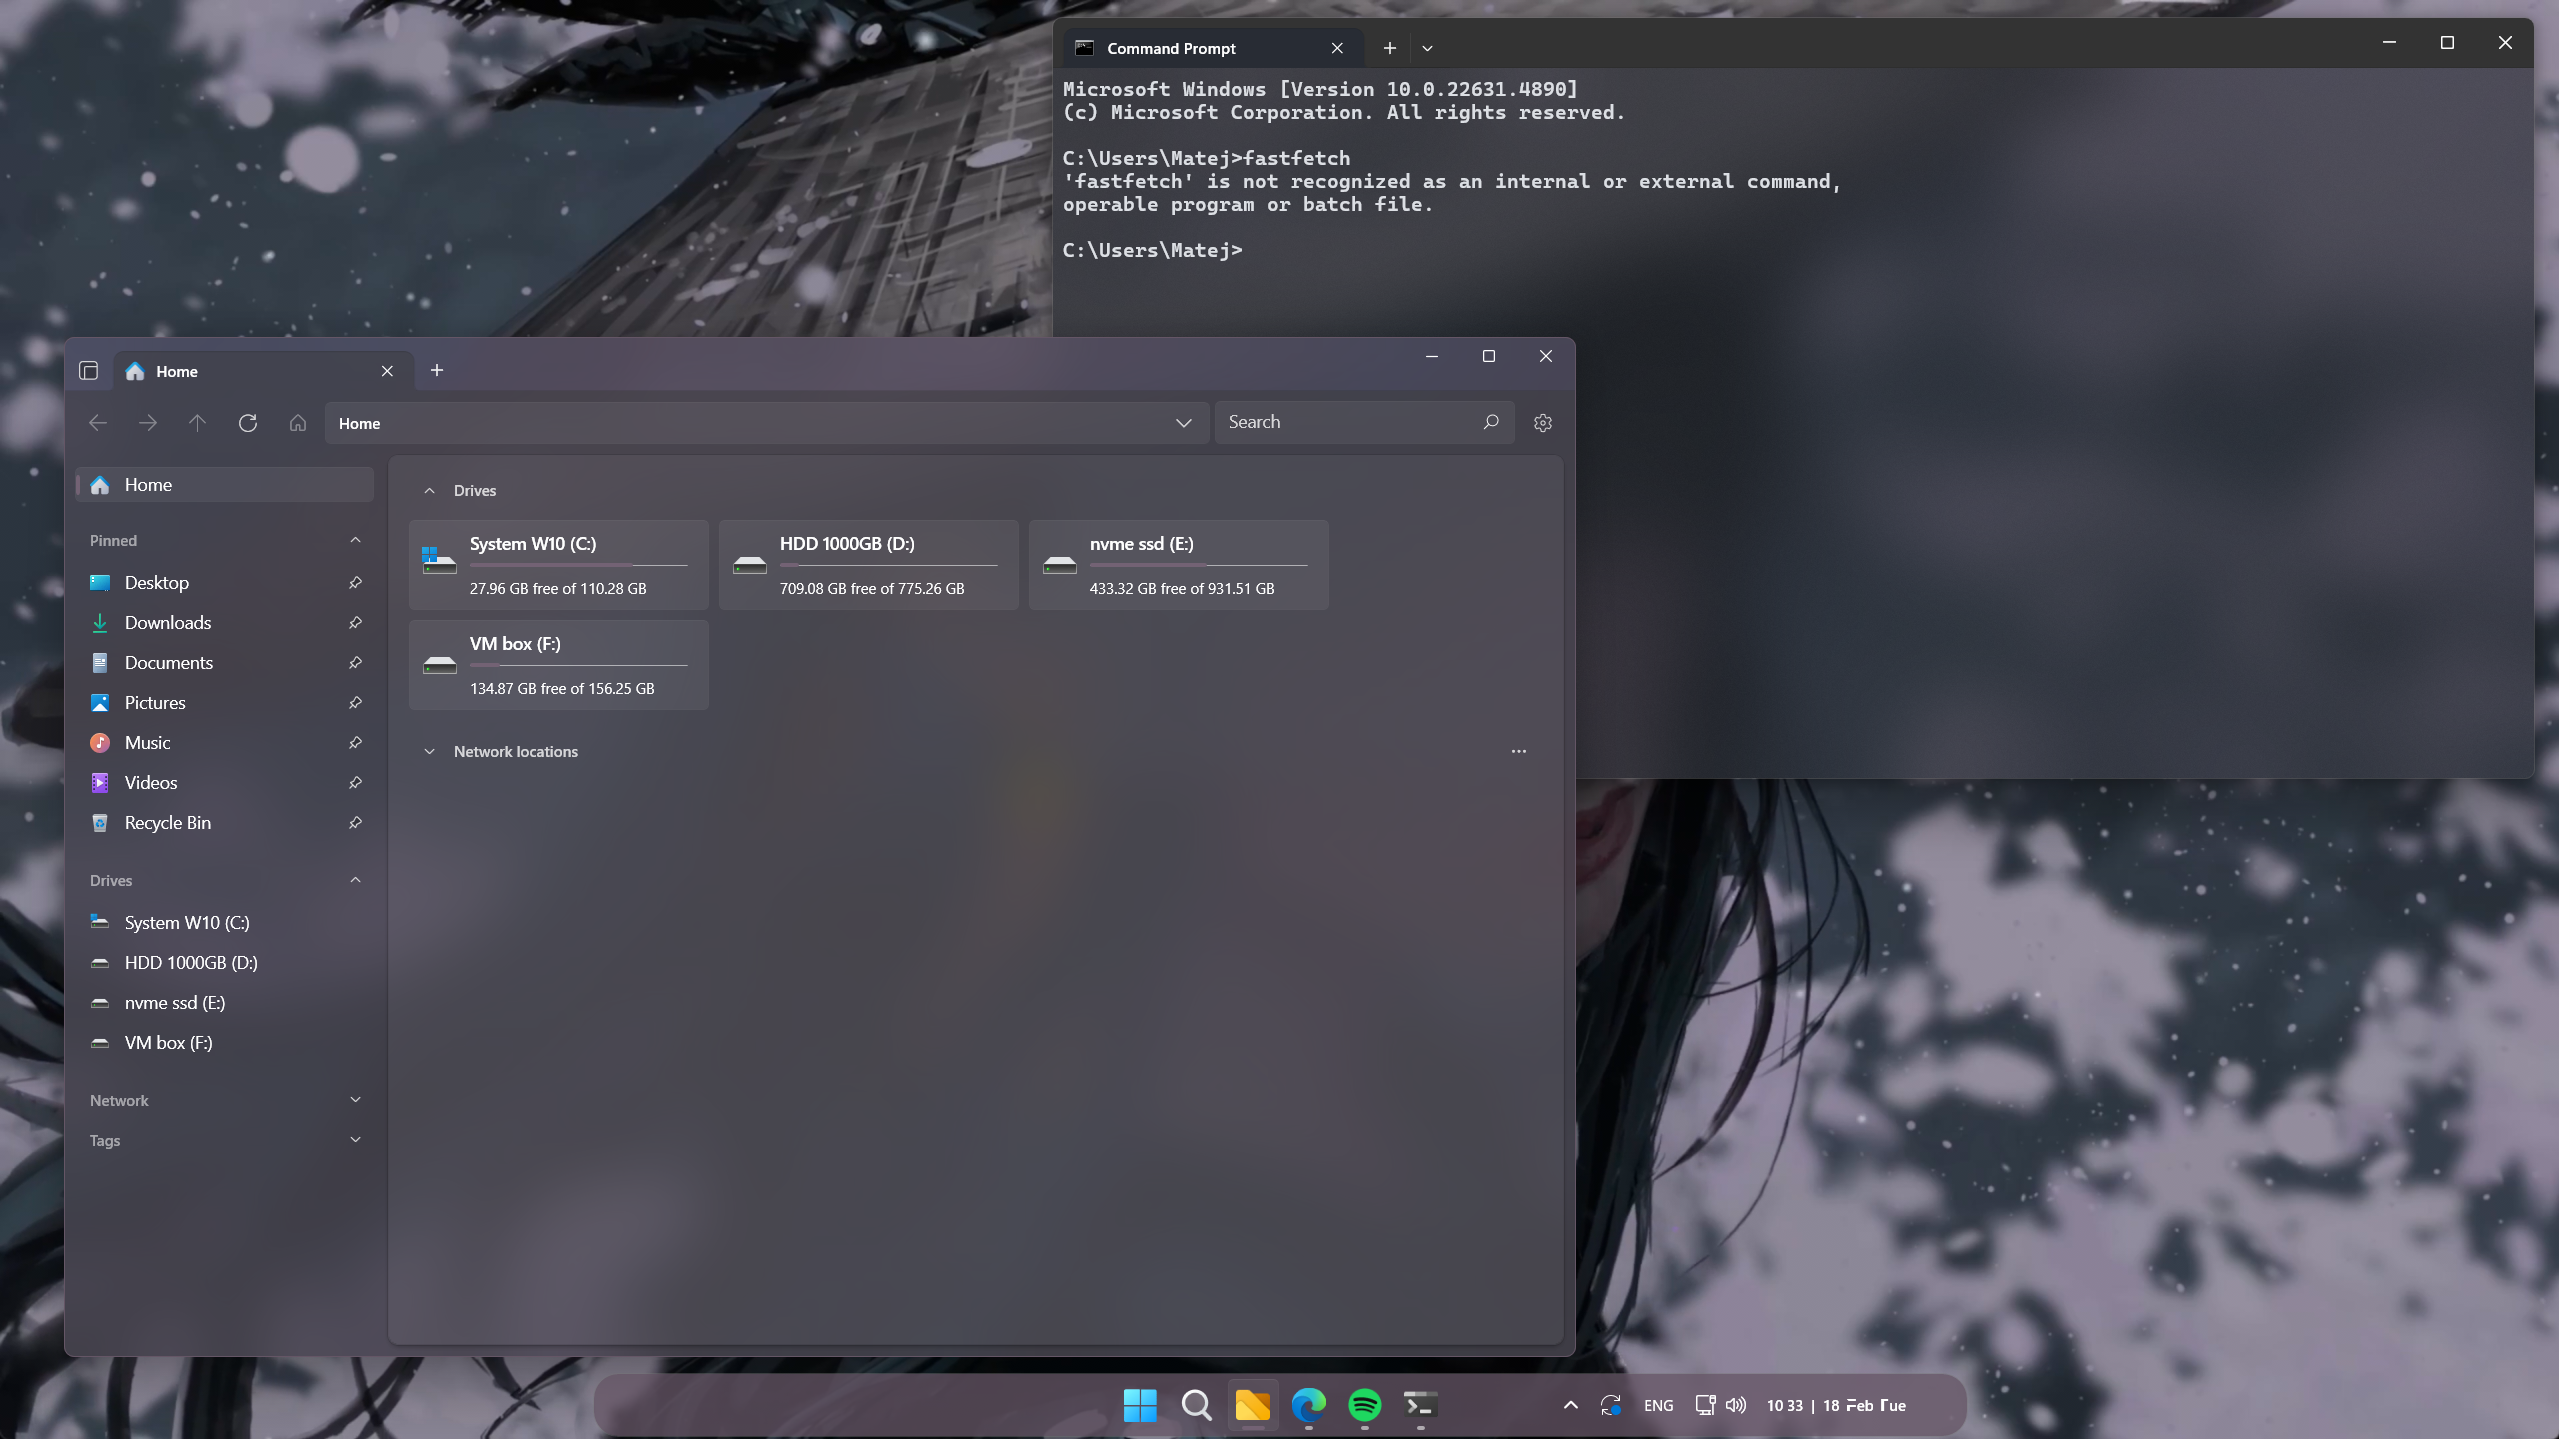 Command Prompt
Microsoft Windows [Version 10.0.22631.4890]
(c) Microsoft Corporation. All rights reserved.
C:\Users\Matej>fastfetch
'fastfetch' is not recognized as an internal or external command,
operable program or batch file.
C:\Users\Matej>
Home
Home
Search
Home
Pinned
Desktop
Downloads
Documents
Pictures
Music
Videos
Recycle Bin
Drives
System W10 (C:)
HDD 1000GB (D:)
nvme ssd (E:)
VM box (F:)
Network
Tags
Drives
System W10 (C:)
27.96 GB free of 110.28 GB
HDD 1000GB (D:)
709.08 GB free of 775.26 GB
nvme ssd (E:)
433.32 GB free of 931.51 GB
VM box (F:)
134.87 GB free of 156.25 GB
Network locations
ENG
10 33 | 18 Feb Tue